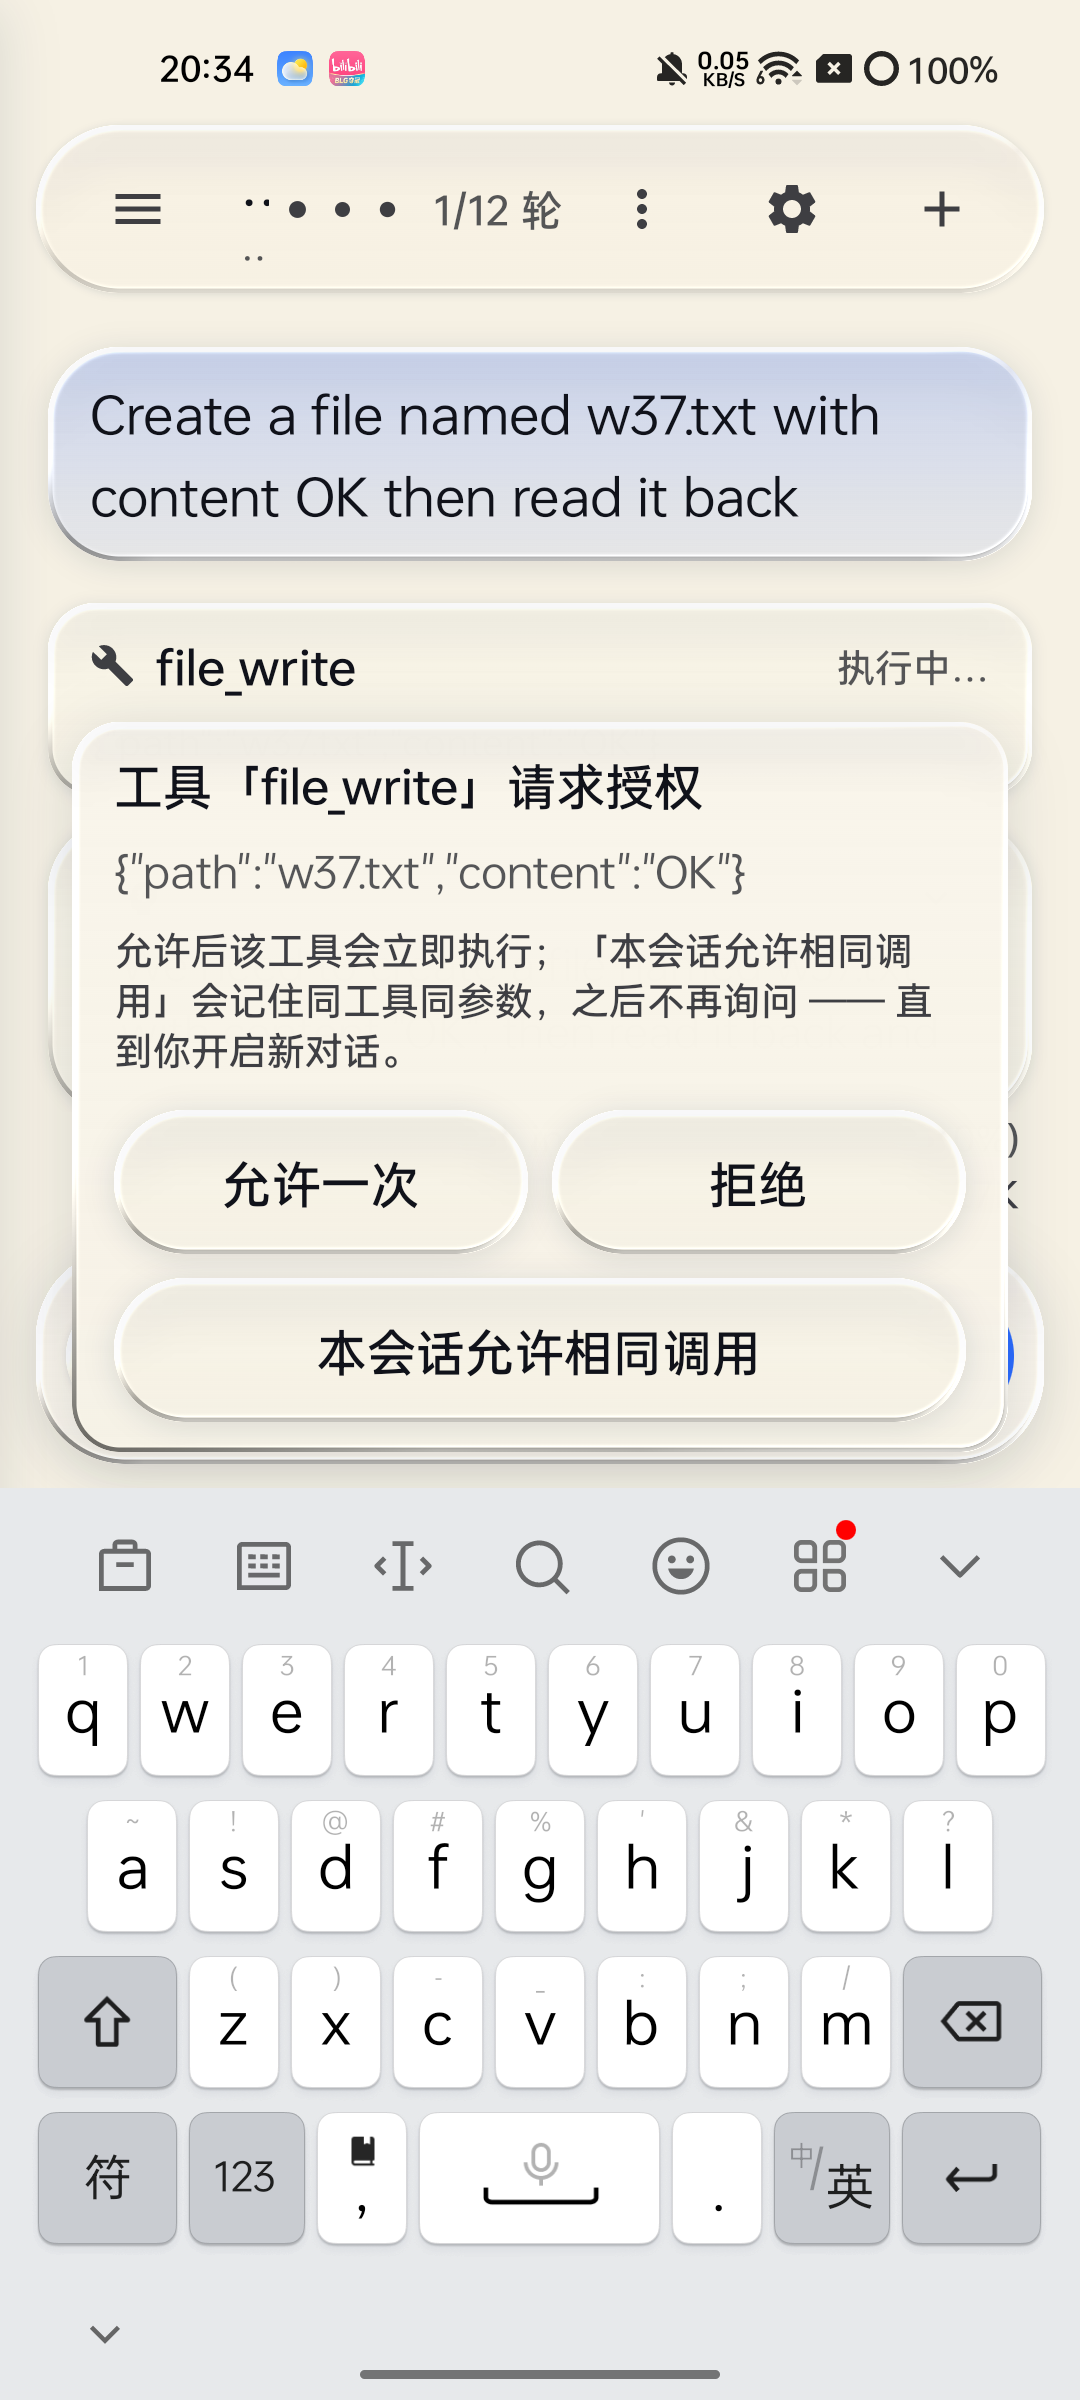 20:34
0.05
KB/S
6
100%
1/12 轮
Create a file named w37.txt with
content OK then read it back
file_write
执行中...
工具「file_write」请求授权
{"path":"w37.txt","content":"OK"}
允许后该工具会立即执行；「本会话允许相同调
用」会记住同工具同参数，之后不再询问 —— 直
到你开启新对话。
)
允许一次
拒绝
本会话允许相同调用
1 2 3 4 5 6 7 8 9 0
q w e r t y u i o p
~ ! @ # % ' & * ?
a s d f g h j k l
( ) - _ : ; /
z x c v b n m
符 123 , . 中/英